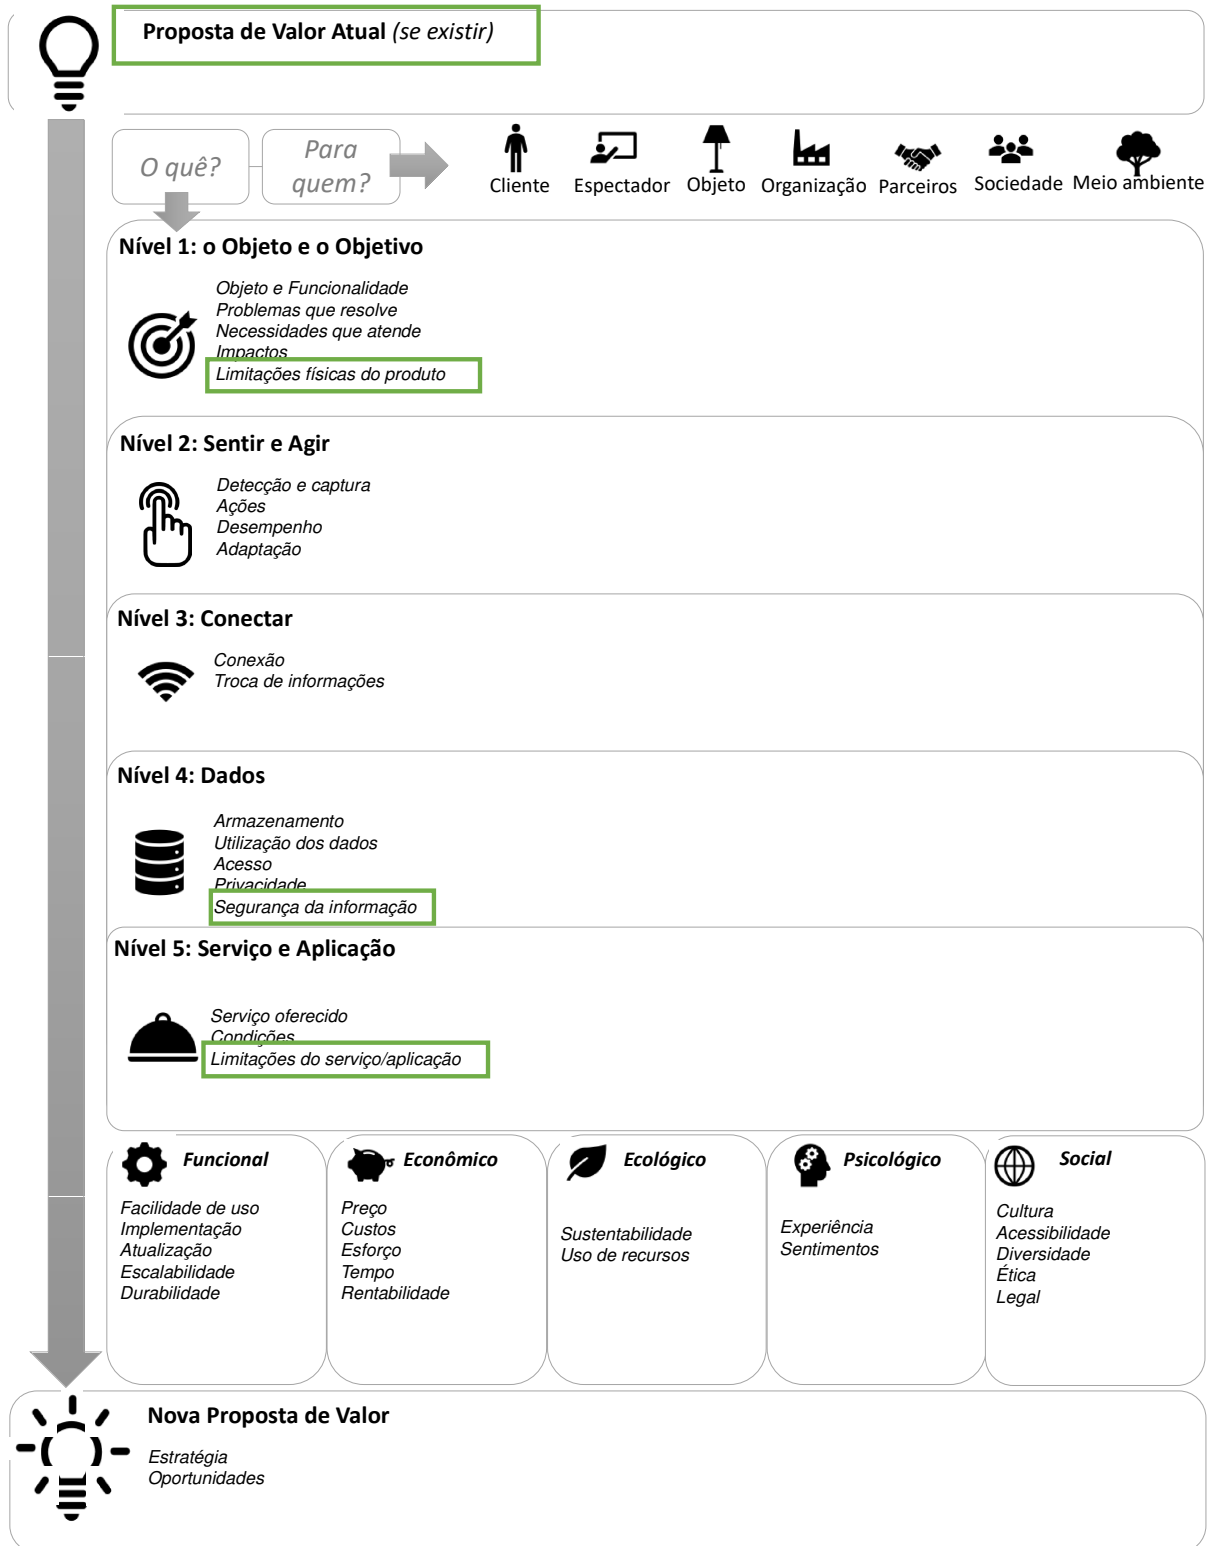 Proposta de Valor Atual (se existir)
O quê?
Para
quem?
Cliente
Espectador
Objeto
Organização
Parceiros
Sociedade
Meio ambiente
Nível 1: o Objeto e o Objetivo
Objeto e Funcionalidade
Problemas que resolve
Necessidades que atende
Impactos
Limitações físicas do produto
Nível 2: Sentir e Agir
Detecção e captura
Ações
Desempenho
Adaptação
Nível 3: Conectar
Conexão
Troca de informações
Nível 4: Dados
Armazenamento
Utilização dos dados
Acesso
Privacidade
Segurança da informação
Nível 5: Serviço e Aplicação
Serviço oferecido
Condições
Limitações do serviço/aplicação
Funcional
Facilidade de uso
Implementação
Atualização
Escalabilidade
Durabilidade
Econômico
Preço
Custos
Esforço
Tempo
Rentabilidade
Ecológico
Sustentabilidade
Uso de recursos
Psicológico
Experiência
Sentimentos
Social
Cultura
Acessibilidade
Diversidade
Ética
Legal
Nova Proposta de Valor
Estratégia
Oportunidades